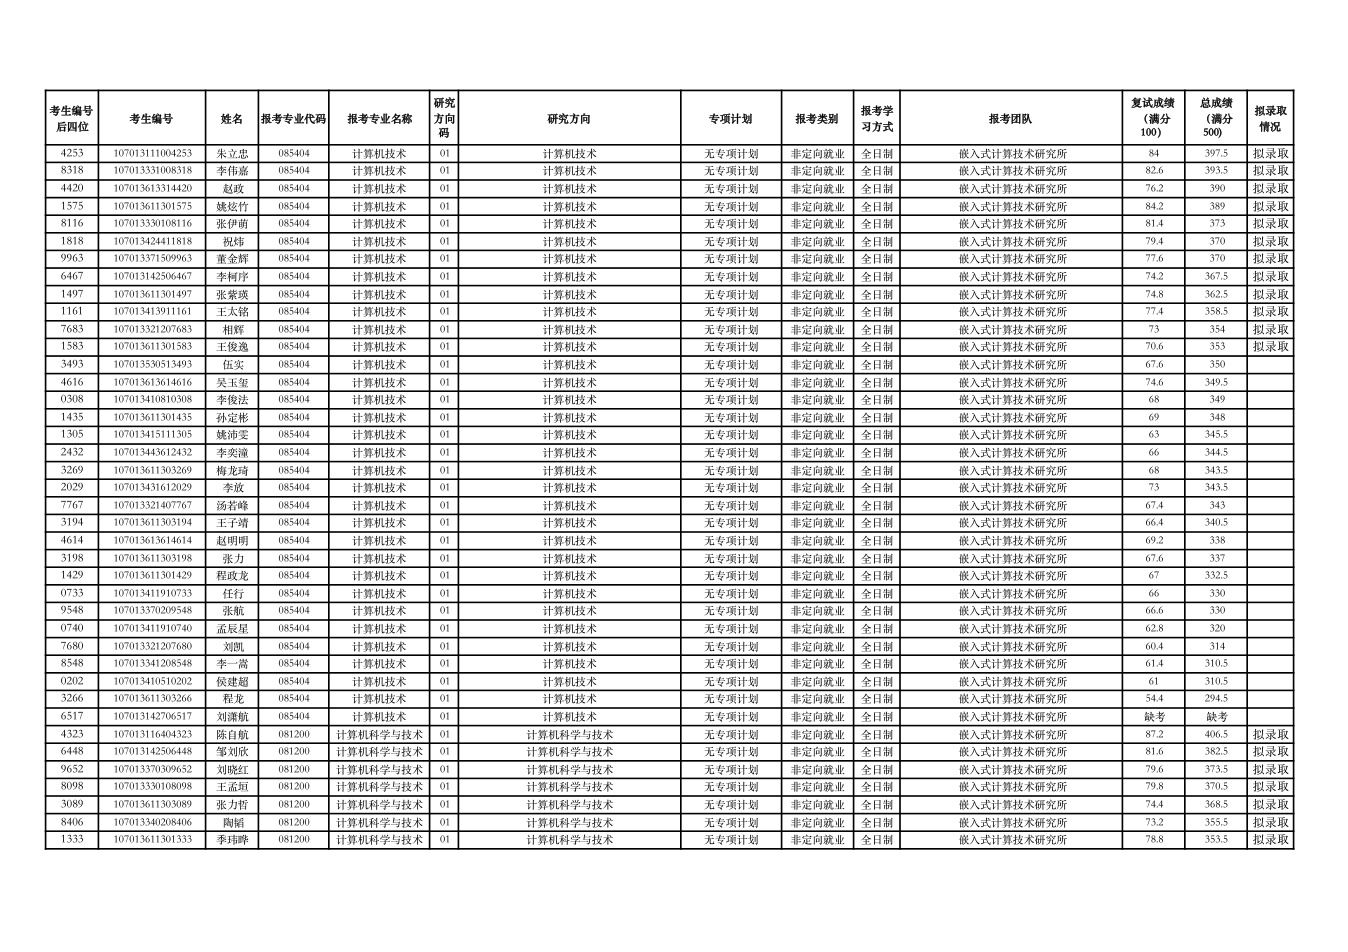 考生编号后四位 考生编号 姓名 报考专业代码 报考专业名称 研究方向码 研究方向 专项计划 报考类别 报考学习方式 报考团队 复试成绩（满分100） 总成绩（满分500） 拟录取情况
4253 107013111004253 朱立忠 085404 计算机技术 01 计算机技术 无专项计划 非定向就业 全日制 嵌入式计算技术研究所 84 397.5 拟录取
8318 107013331008318 李伟嘉 085404 计算机技术 01 计算机技术 无专项计划 非定向就业 全日制 嵌入式计算技术研究所 82.6 393.5 拟录取
4420 107013613314420 赵政 085404 计算机技术 01 计算机技术 无专项计划 非定向就业 全日制 嵌入式计算技术研究所 76.2 390 拟录取
1575 107013611301575 姚炫竹 085404 计算机技术 01 计算机技术 无专项计划 非定向就业 全日制 嵌入式计算技术研究所 84.2 389 拟录取
8116 107013330108116 张伊萌 085404 计算机技术 01 计算机技术 无专项计划 非定向就业 全日制 嵌入式计算技术研究所 81.4 373 拟录取
1818 107013424411818 祝炜 085404 计算机技术 01 计算机技术 无专项计划 非定向就业 全日制 嵌入式计算技术研究所 79.4 370 拟录取
9963 107013371509963 董金辉 085404 计算机技术 01 计算机技术 无专项计划 非定向就业 全日制 嵌入式计算技术研究所 77.6 370 拟录取
6467 107013142506467 李柯序 085404 计算机技术 01 计算机技术 无专项计划 非定向就业 全日制 嵌入式计算技术研究所 74.2 367.5 拟录取
1497 107013611301497 张紫瑛 085404 计算机技术 01 计算机技术 无专项计划 非定向就业 全日制 嵌入式计算技术研究所 74.8 362.5 拟录取
1161 107013413911161 王太铭 085404 计算机技术 01 计算机技术 无专项计划 非定向就业 全日制 嵌入式计算技术研究所 77.4 358.5 拟录取
7683 107013321207683 相辉 085404 计算机技术 01 计算机技术 无专项计划 非定向就业 全日制 嵌入式计算技术研究所 73 354 拟录取
1583 107013611301583 王俊逸 085404 计算机技术 01 计算机技术 无专项计划 非定向就业 全日制 嵌入式计算技术研究所 70.6 353 拟录取
3493 107013530513493 伍实 085404 计算机技术 01 计算机技术 无专项计划 非定向就业 全日制 嵌入式计算技术研究所 67.6 350
4616 107013613614616 吴玉玺 085404 计算机技术 01 计算机技术 无专项计划 非定向就业 全日制 嵌入式计算技术研究所 74.6 349.5
0308 107013410810308 李俊法 085404 计算机技术 01 计算机技术 无专项计划 非定向就业 全日制 嵌入式计算技术研究所 68 349
1435 107013611301435 孙定彬 085404 计算机技术 01 计算机技术 无专项计划 非定向就业 全日制 嵌入式计算技术研究所 69 348
1305 107013415111305 姚沛雯 085404 计算机技术 01 计算机技术 无专项计划 非定向就业 全日制 嵌入式计算技术研究所 63 345.5
2432 107013443612432 李奕潼 085404 计算机技术 01 计算机技术 无专项计划 非定向就业 全日制 嵌入式计算技术研究所 66 344.5
3269 107013611303269 梅龙琦 085404 计算机技术 01 计算机技术 无专项计划 非定向就业 全日制 嵌入式计算技术研究所 68 343.5
2029 107013431612029 李放 085404 计算机技术 01 计算机技术 无专项计划 非定向就业 全日制 嵌入式计算技术研究所 73 343.5
7767 107013321407767 汤若峰 085404 计算机技术 01 计算机技术 无专项计划 非定向就业 全日制 嵌入式计算技术研究所 67.4 343
3194 107013611303194 王子靖 085404 计算机技术 01 计算机技术 无专项计划 非定向就业 全日制 嵌入式计算技术研究所 66.4 340.5
4614 107013613614614 赵明明 085404 计算机技术 01 计算机技术 无专项计划 非定向就业 全日制 嵌入式计算技术研究所 69.2 338
3198 107013611303198 张力 085404 计算机技术 01 计算机技术 无专项计划 非定向就业 全日制 嵌入式计算技术研究所 67.6 337
1429 107013611301429 程政龙 085404 计算机技术 01 计算机技术 无专项计划 非定向就业 全日制 嵌入式计算技术研究所 67 332.5
0733 107013411910733 任行 085404 计算机技术 01 计算机技术 无专项计划 非定向就业 全日制 嵌入式计算技术研究所 66 330
9548 107013370209548 张航 085404 计算机技术 01 计算机技术 无专项计划 非定向就业 全日制 嵌入式计算技术研究所 66.6 330
0740 107013411910740 孟辰星 085404 计算机技术 01 计算机技术 无专项计划 非定向就业 全日制 嵌入式计算技术研究所 62.8 320
7680 107013321207680 刘凯 085404 计算机技术 01 计算机技术 无专项计划 非定向就业 全日制 嵌入式计算技术研究所 60.4 314
8548 107013341208548 李一嵩 085404 计算机技术 01 计算机技术 无专项计划 非定向就业 全日制 嵌入式计算技术研究所 61.4 310.5
0202 107013410510202 侯建超 085404 计算机技术 01 计算机技术 无专项计划 非定向就业 全日制 嵌入式计算技术研究所 61 310.5
3266 107013611303266 程龙 085404 计算机技术 01 计算机技术 无专项计划 非定向就业 全日制 嵌入式计算技术研究所 54.4 294.5
6517 107013142706517 刘潇航 085404 计算机技术 01 计算机技术 无专项计划 非定向就业 全日制 嵌入式计算技术研究所 缺考 缺考
4323 107013116404323 陈自航 081200 计算机科学与技术 01 计算机科学与技术 无专项计划 非定向就业 全日制 嵌入式计算技术研究所 87.2 406.5 拟录取
6448 107013142506448 邹刘欣 081200 计算机科学与技术 01 计算机科学与技术 无专项计划 非定向就业 全日制 嵌入式计算技术研究所 81.6 382.5 拟录取
9652 107013370309652 刘晓红 081200 计算机科学与技术 01 计算机科学与技术 无专项计划 非定向就业 全日制 嵌入式计算技术研究所 79.6 373.5 拟录取
8098 107013330108098 王孟垣 081200 计算机科学与技术 01 计算机科学与技术 无专项计划 非定向就业 全日制 嵌入式计算技术研究所 79.8 370.5 拟录取
3089 107013611303089 张力哲 081200 计算机科学与技术 01 计算机科学与技术 无专项计划 非定向就业 全日制 嵌入式计算技术研究所 74.4 368.5 拟录取
8406 107013340208406 陶韬 081200 计算机科学与技术 01 计算机科学与技术 无专项计划 非定向就业 全日制 嵌入式计算技术研究所 73.2 355.5 拟录取
1333 107013611301333 季玮晔 081200 计算机科学与技术 01 计算机科学与技术 无专项计划 非定向就业 全日制 嵌入式计算技术研究所 78.8 353.5 拟录取